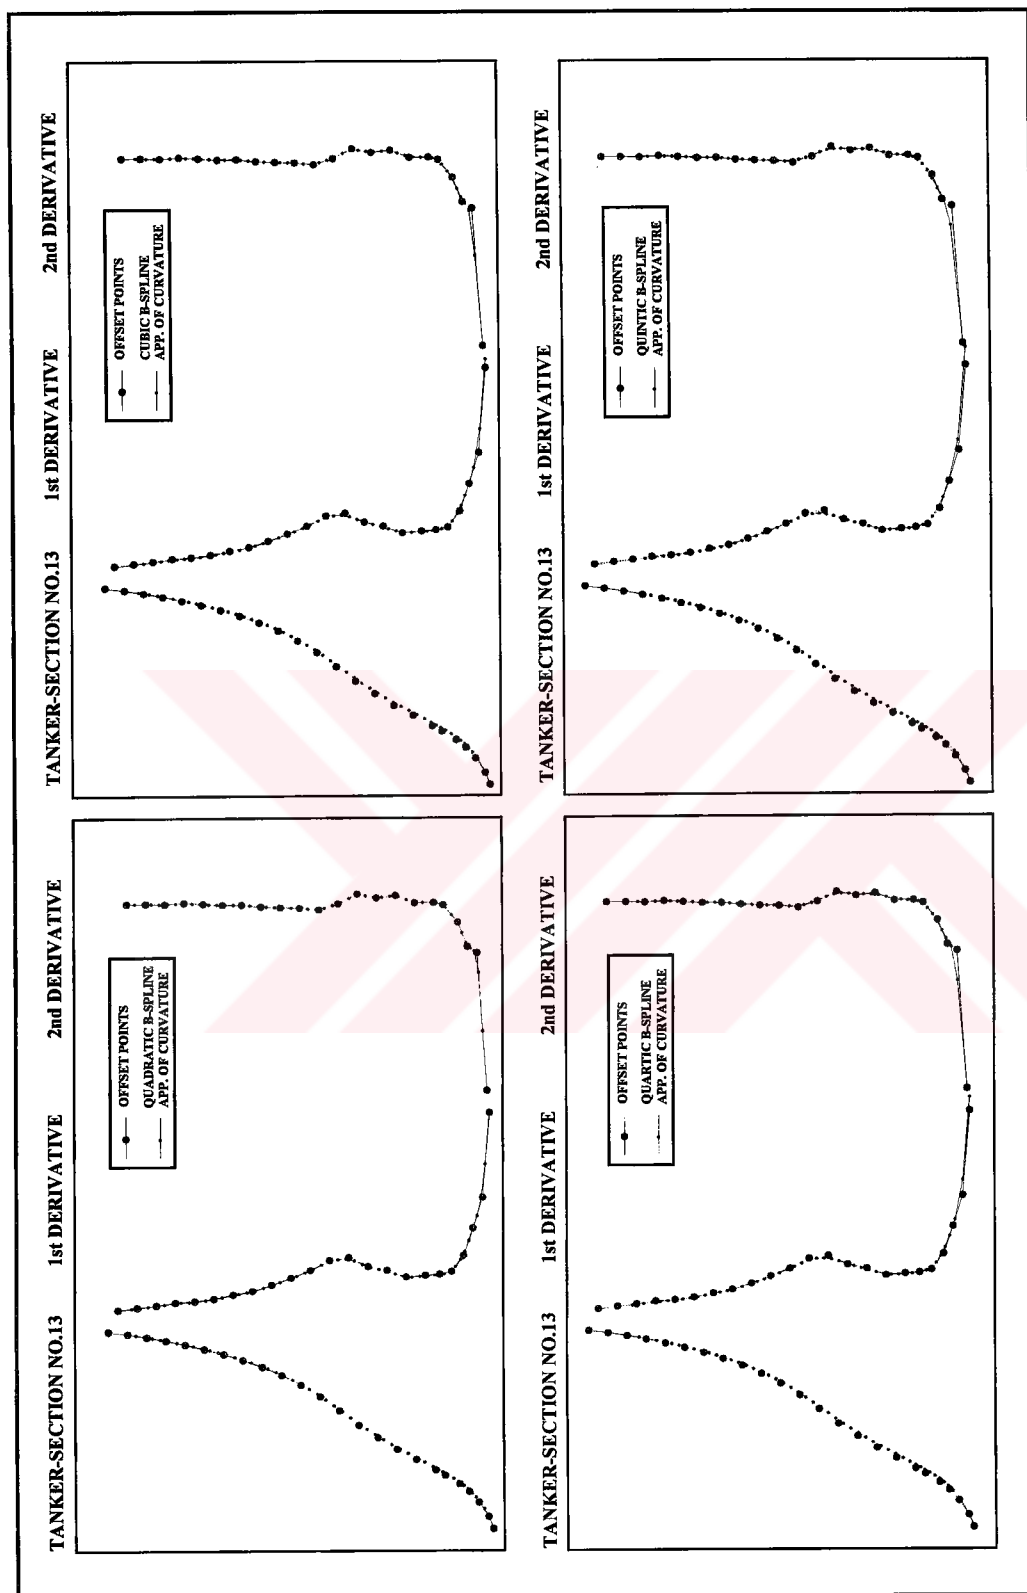 TANKER-SECTION NO.13 1st DERIVATIVE 2nd DERIVATIVE
OFFSET POINTS
QUADRATIC B-SPLINE
APP. OF CURVATURE
TANKER-SECTION NO.13 1st DERIVATIVE 2nd DERIVATIVE
OFFSET POINTS
CUBIC B-SPLINE
APP. OF CURVATURE
TANKER-SECTION NO.13 1st DERIVATIVE 2nd DERIVATIVE
OFFSET POINTS
QUARTIC B-SPLINE
APP. OF CURVATURE
TANKER-SECTION NO.13 1st DERIVATIVE 2nd DERIVATIVE
OFFSET POINTS
QUINTIC B-SPLINE
APP. OF CURVATURE